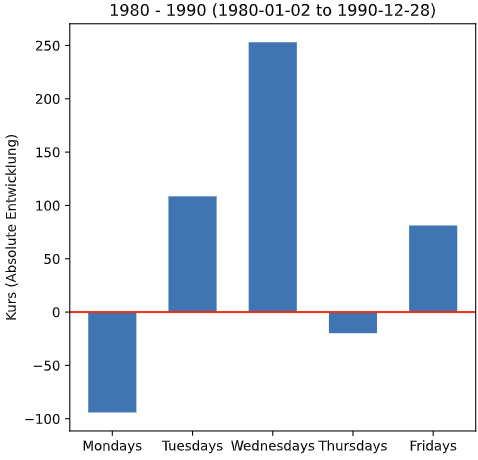 1980 - 1990 (1980-01-02 to 1990-12-28)
Kurs (Absolute Entwicklung)
250
200
150
100
50
0
−50
−100
Mondays Tuesdays Wednesdays Thursdays Fridays